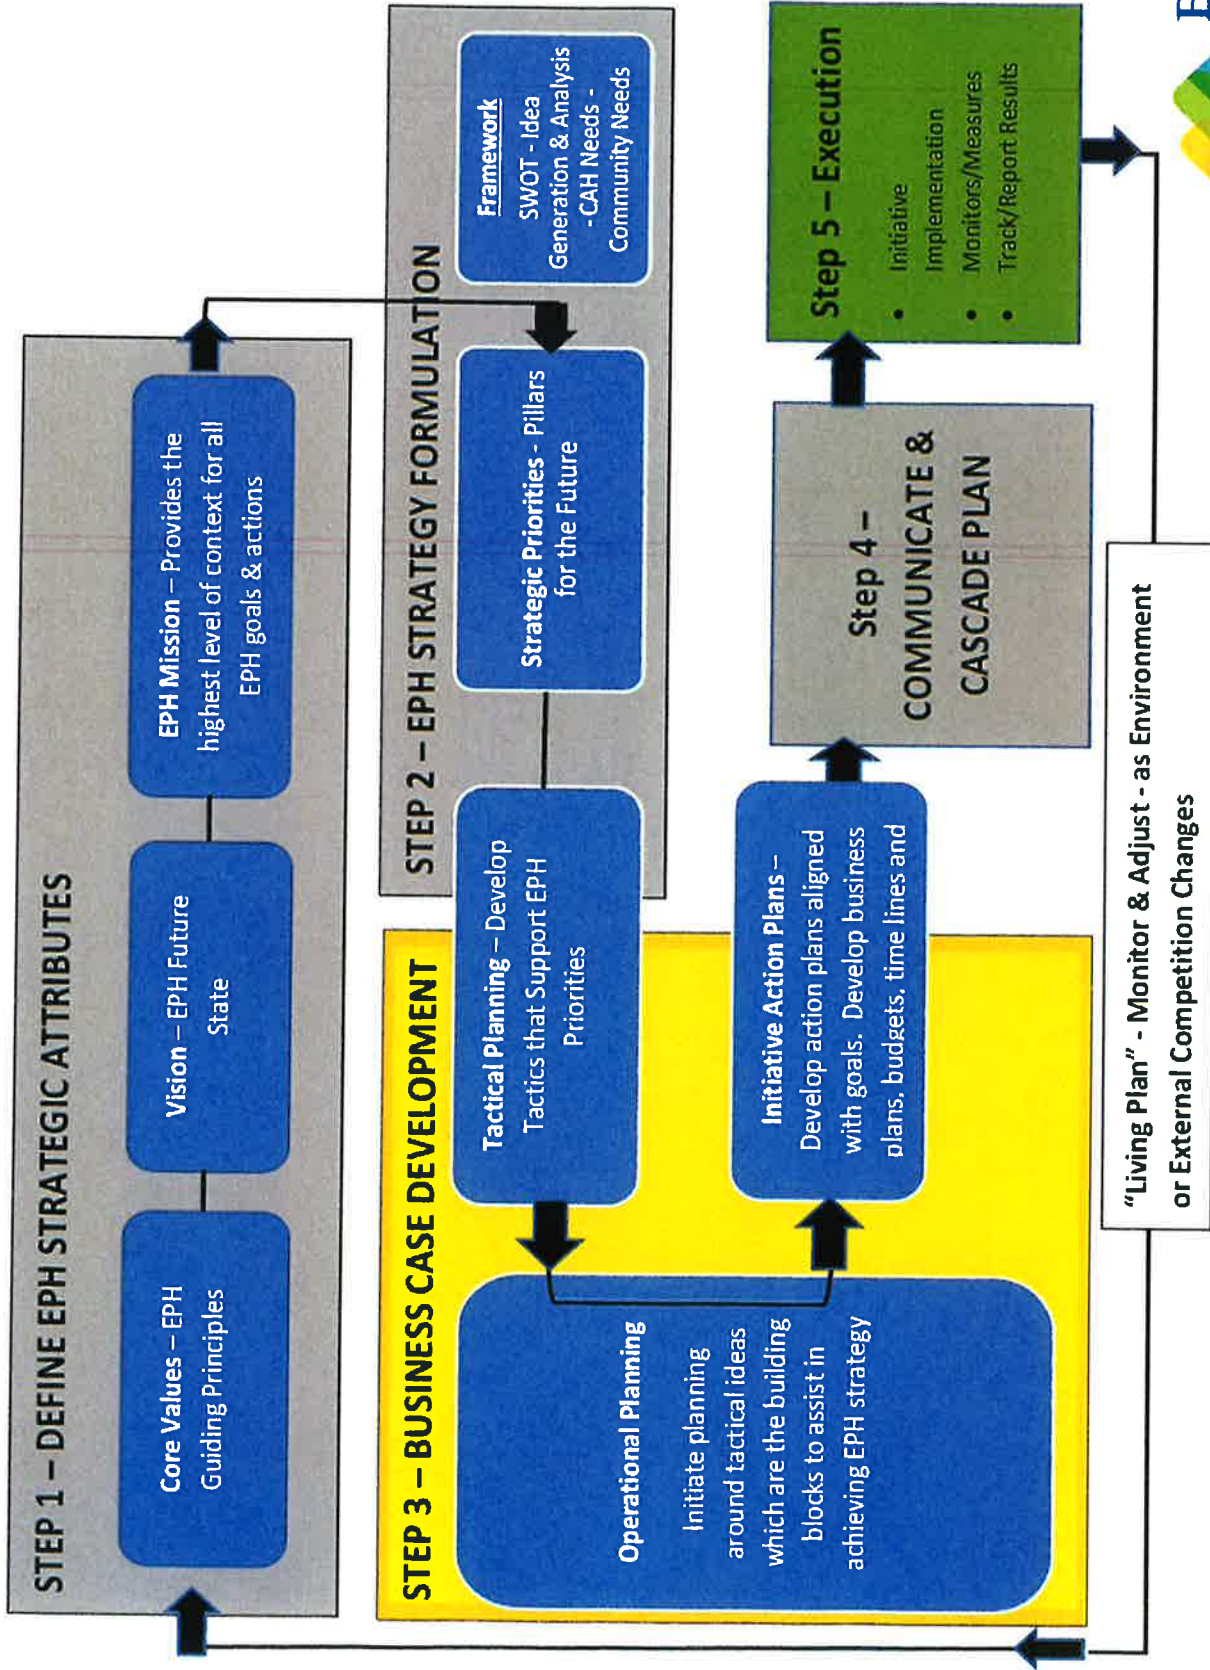 STEP 1 – DEFINE EPH STRATEGIC ATTRIBUTES
Core Values – EPH
Guiding Principles
Vision – EPH Future
State
EPH Mission – Provides the
highest level of context for all
EPH goals & actions
STEP 2 – EPH STRATEGY FORMULATION
Framework
SWOT - Idea
Generation & Analysis
- CAH Needs -
Community Needs
Strategic Priorities - Pillars
for the Future
STEP 3 – BUSINESS CASE DEVELOPMENT
Tactical Planning – Develop
Tactics that Support EPH
Priorities
Operational Planning
Initiate planning
around tactical ideas
which are the building
blocks to assist in
achieving EPH strategy
Initiative Action Plans –
Develop action plans aligned
with goals. Develop business
plans, budgets, time lines and
Step 4 –
COMMUNICATE &
CASCADE PLAN
Step 5 – Execution
• Initiative
Implementation
• Monitors/Measures
• Track/Report Results
"Living Plan" - Monitor & Adjust - as Environment
or External Competition Changes